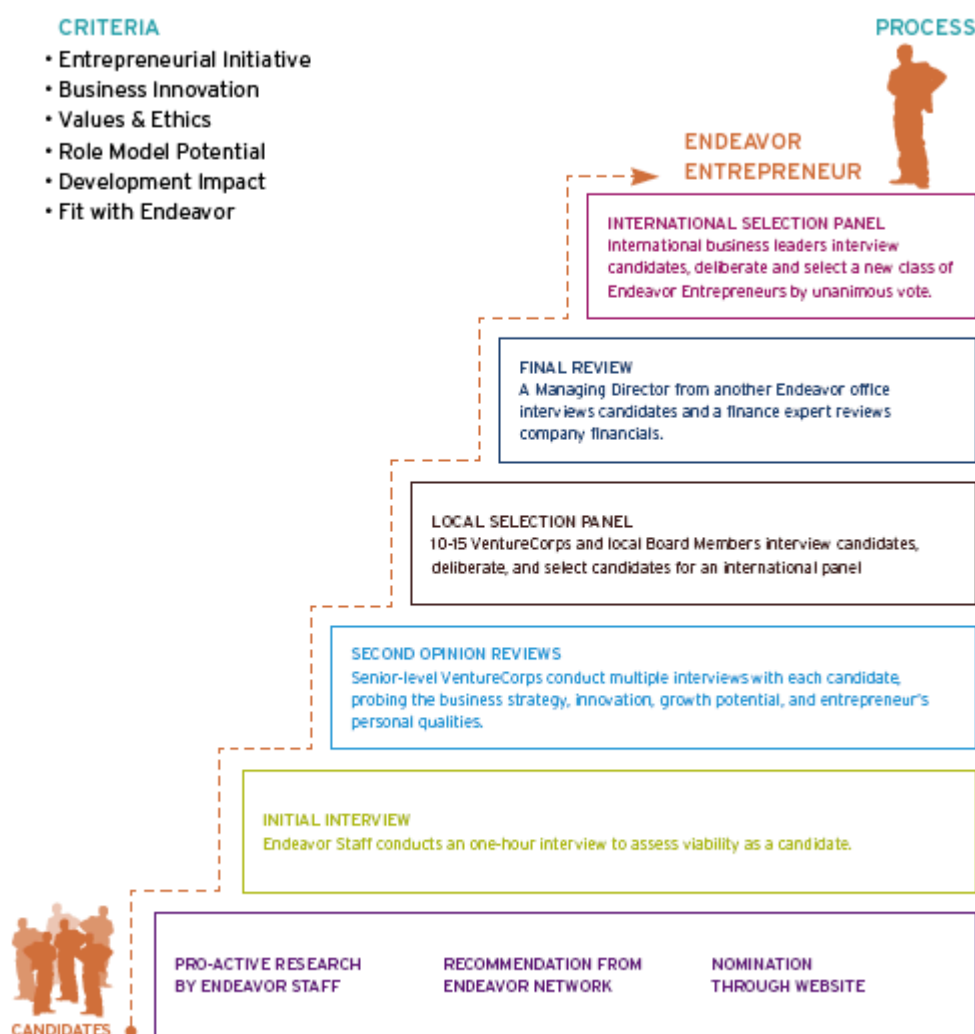 CRITERIA
• Entrepreneurial Initiative
• Business Innovation
• Values & Ethics
• Role Model Potential
• Development Impact
• Fit with Endeavor
PROCESS
ENDEAVOR
ENTREPRENEUR
INTERNATIONAL SELECTION PANEL
International business leaders interview
candidates, deliberate and select a new class of
Endeavor Entrepreneurs by unanimous vote.
FINAL REVIEW
A Managing Director from another Endeavor office
interviews candidates and a finance expert reviews
company financials.
LOCAL SELECTION PANEL
10-15 VentureCorps and local Board Members interview candidates,
deliberate, and select candidates for an international panel
SECOND OPINION REVIEWS
Senior-level VentureCorps conduct multiple interviews with each candidate,
probing the business strategy, innovation, growth potential, and entrepreneur's
personal qualities.
INITIAL INTERVIEW
Endeavor Staff conducts an one-hour interview to assess viability as a candidate.
PRO-ACTIVE RESEARCH
BY ENDEAVOR STAFF
RECOMMENDATION FROM
ENDEAVOR NETWORK
NOMINATION
THROUGH WEBSITE
CANDIDATES